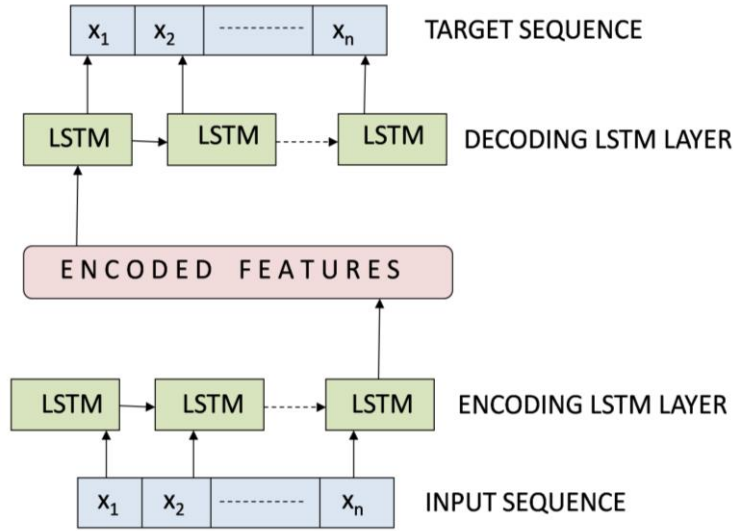 x₁ x₂ xₙ TARGET SEQUENCE
LSTM LSTM LSTM DECODING LSTM LAYER
ENCODED FEATURES
LSTM LSTM LSTM ENCODING LSTM LAYER
x₁ x₂ xₙ INPUT SEQUENCE